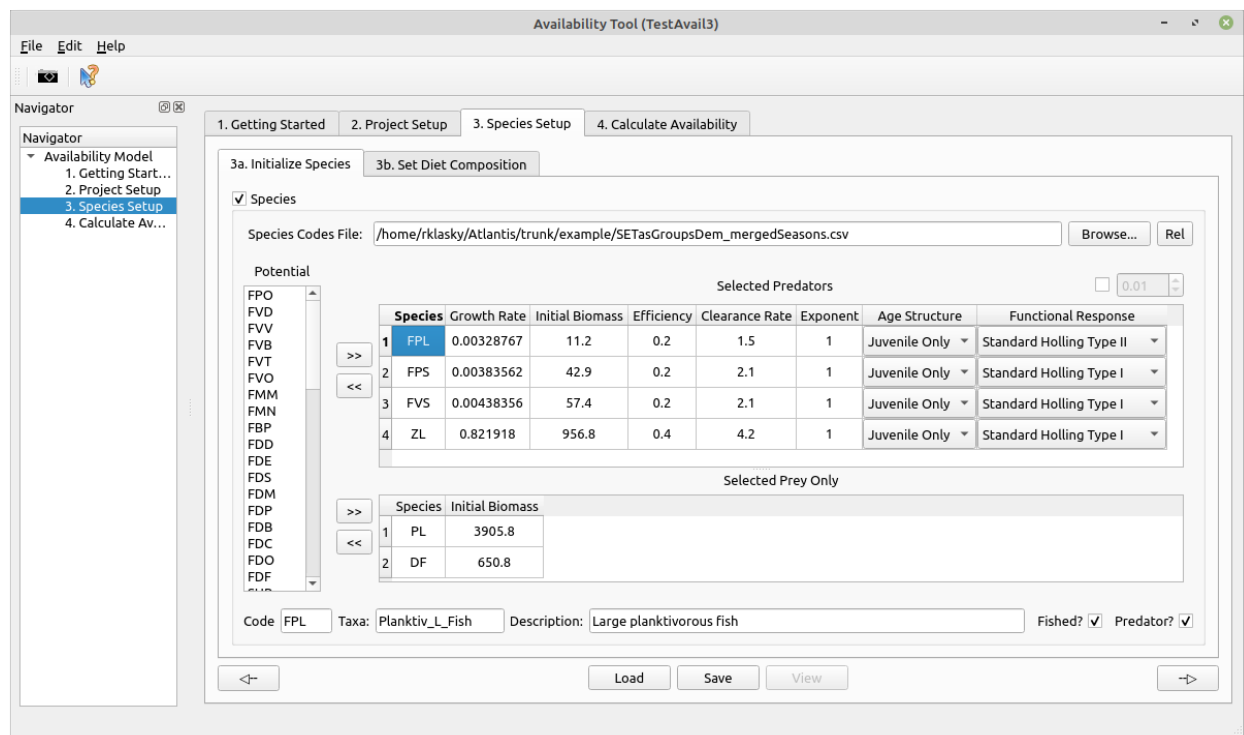 Availability Tool (TestAvail3)
File Edit Help
Navigator
Navigator
Availability Model
1. Getting Start...
2. Project Setup
3. Species Setup
4. Calculate Av...
1. Getting Started 2. Project Setup 3. Species Setup 4. Calculate Availability
3a. Initialize Species 3b. Set Diet Composition
Species
Species Codes File: /home/rklasky/Atlantis/trunk/example/SETasGroupsDem_mergedSeasons.csv Browse... Rel
Potential
FPO
FVD
FVV
FVB
FVT
FVO
FMM
FMN
FBP
FDD
FDE
FDS
FDM
FDP
FDB
FDC
FDO
FDF
>>
<<
>>
<<
Selected Predators 0.01
Species Growth Rate Initial Biomass Efficiency Clearance Rate Exponent Age Structure Functional Response
1 FPL 0.00328767 11.2 0.2 1.5 1 Juvenile Only Standard Holling Type II
2 FPS 0.00383562 42.9 0.2 2.1 1 Juvenile Only Standard Holling Type I
3 FVS 0.00438356 57.4 0.2 2.1 1 Juvenile Only Standard Holling Type I
4 ZL 0.821918 956.8 0.4 4.2 1 Juvenile Only Standard Holling Type I
Selected Prey Only
Species Initial Biomass
1 PL 3905.8
2 DF 650.8
Code FPL Taxa: Planktiv_L_Fish Description: Large planktivorous fish Fished? Predator?
Load Save View